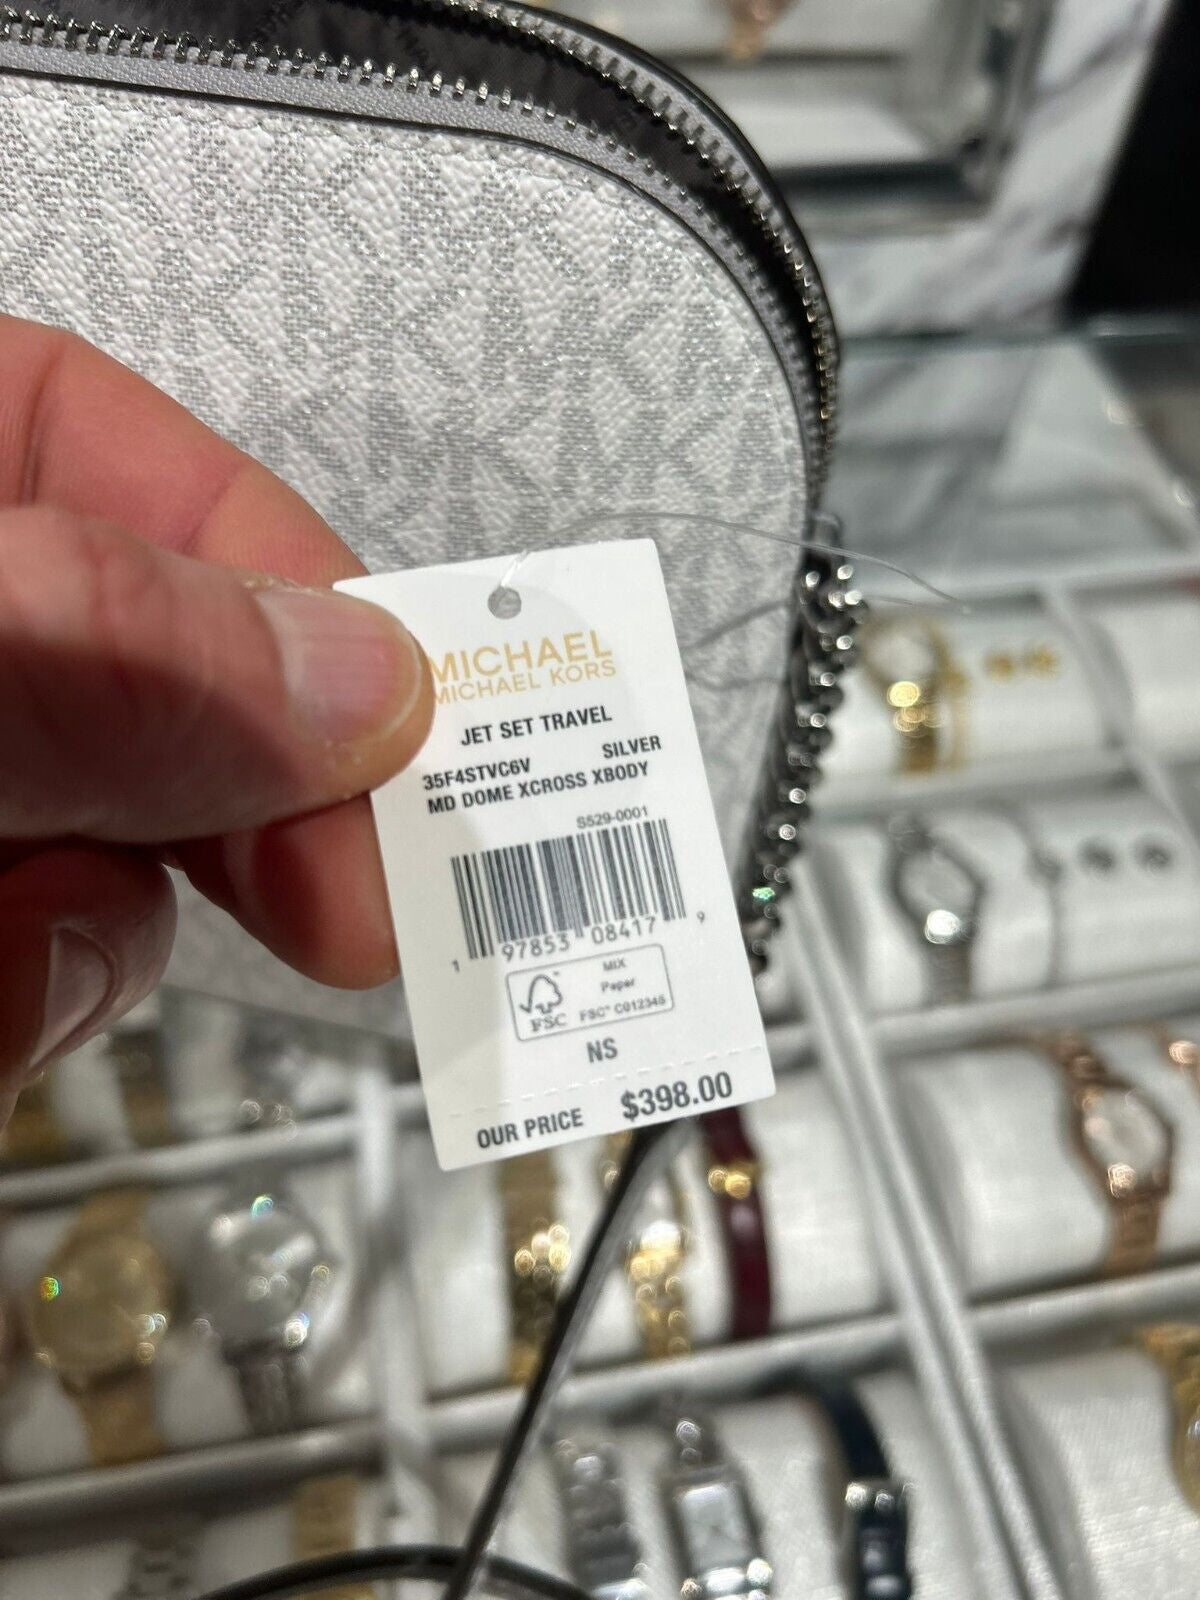 MICHAEL
MICHAEL KORS
JET SET TRAVEL
35F4STVC6V SILVER
MD DOME XCROSS XBODY
S529-0001
1 97853 08417 9
FSC
MIX
Paper
FSC® C012345
NS
OUR PRICE $398.00